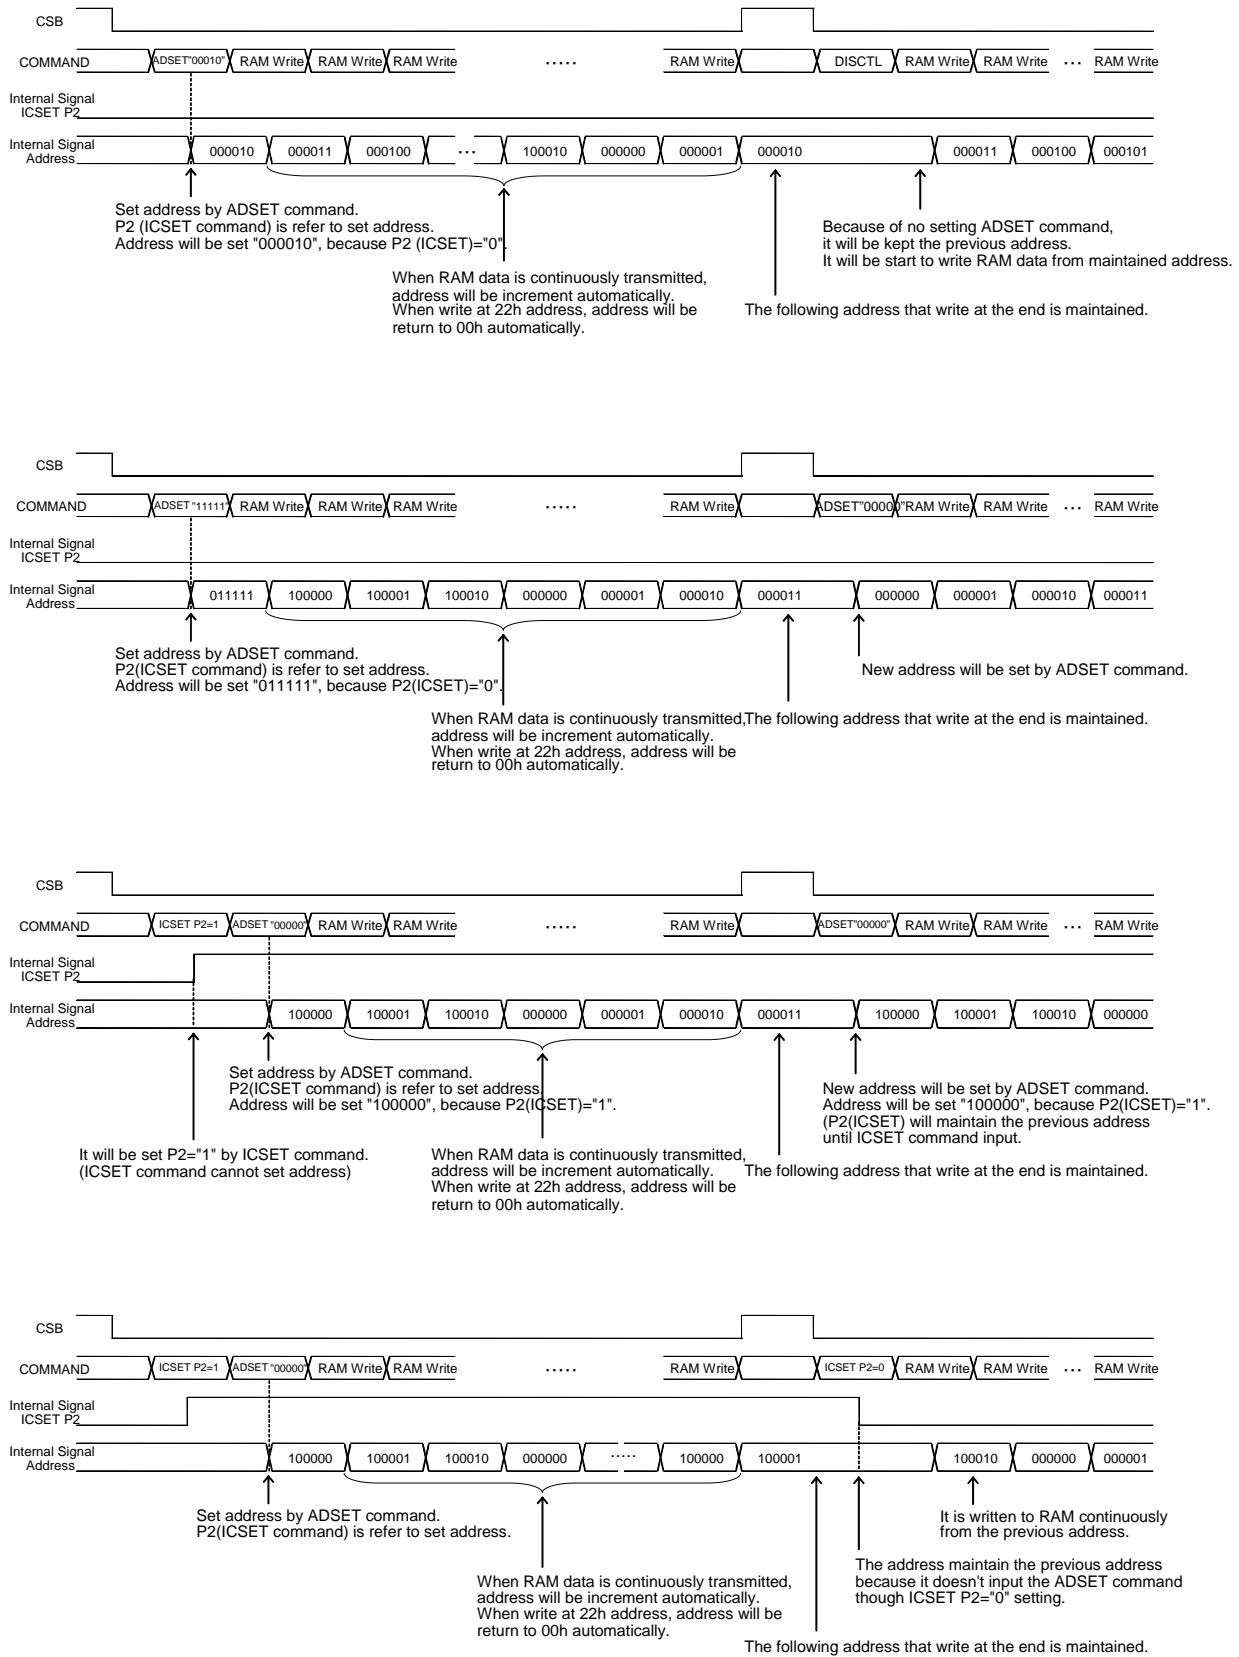 CSB
COMMAND ADSET"00010" RAM Write RAM Write RAM Write ..... RAM Write DISCTL RAM Write RAM Write ... RAM Write
Internal Signal
ICSET P2
Internal Signal
Address
000010 000011 000100 ... 100010 000000 000001 000010 000011 000100 000101
Set address by ADSET command.
P2 (ICSET command) is refer to set address.
Address will be set "000010", because P2 (ICSET)="0".
When RAM data is continuously transmitted,
address will be increment automatically.
When write at 22h address, address will be
return to 00h automatically.
Because of no setting ADSET command,
it will be kept the previous address.
It will be start to write RAM data from maintained address.
The following address that write at the end is maintained.
CSB
COMMAND ADSET "11111" RAM Write RAM Write RAM Write ..... RAM Write ADSET"00000" RAM Write RAM Write ... RAM Write
Internal Signal
ICSET P2
Internal Signal
Address
011111 100000 100001 100010 000000 000001 000010 000011 000000 000001 000010 000011
Set address by ADSET command.
P2(ICSET command) is refer to set address.
Address will be set "011111", because P2(ICSET)="0".
New address will be set by ADSET command.
When RAM data is continuously transmitted,
address will be increment automatically.
When write at 22h address, address will be
return to 00h automatically.
The following address that write at the end is maintained.
CSB
COMMAND ICSET P2=1 ADSET "00000" RAM Write RAM Write ..... RAM Write ADSET"00000" RAM Write RAM Write ... RAM Write
Internal Signal
ICSET P2
Internal Signal
Address
100000 100001 100010 000000 000001 000010 000011 100000 100001 100010 000000
Set address by ADSET command.
P2(ICSET command) is refer to set address.
Address will be set "100000", because P2(ICSET)="1".
New address will be set by ADSET command.
Address will be set "100000", because P2(ICSET)="1".
(P2(ICSET) will maintain the previous address
until ICSET command input.
It will be set P2="1" by ICSET command.
(ICSET command cannot set address)
When RAM data is continuously transmitted,
address will be increment automatically.
When write at 22h address, address will be
return to 00h automatically.
The following address that write at the end is maintained.
CSB
COMMAND ICSET P2=1 ADSET "00000" RAM Write RAM Write ..... RAM Write ICSET P2=0 RAM Write RAM Write ... RAM Write
Internal Signal
ICSET P2
Internal Signal
Address
100000 100001 100010 000000 ..... 100000 100001 100010 000000 000001
Set address by ADSET command.
P2(ICSET command) is refer to set address.
It is written to RAM continuously
from the previous address.
When RAM data is continuously transmitted,
address will be increment automatically.
When write at 22h address, address will be
return to 00h automatically.
The address maintain the previous address
because it doesn't input the ADSET command
though ICSET P2="0" setting.
The following address that write at the end is maintained.